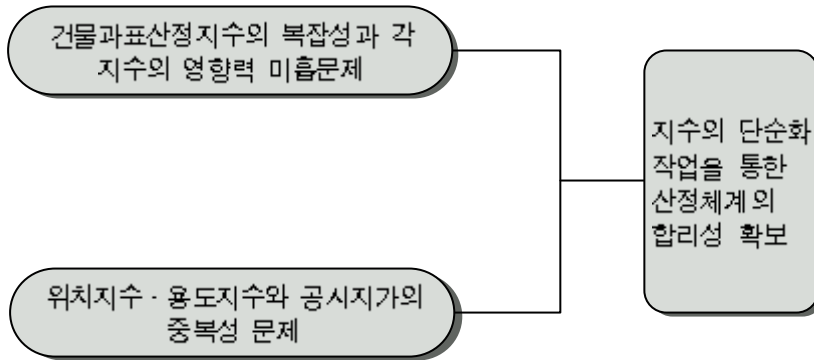 건물과표산정지수의 복잡성과 각
지수의 영향력 미흡문제
위치지수 · 용도지수와 공시지가의
중복성 문제
지수의 단순화
작업을 통한
산정체계의
합리성 확보